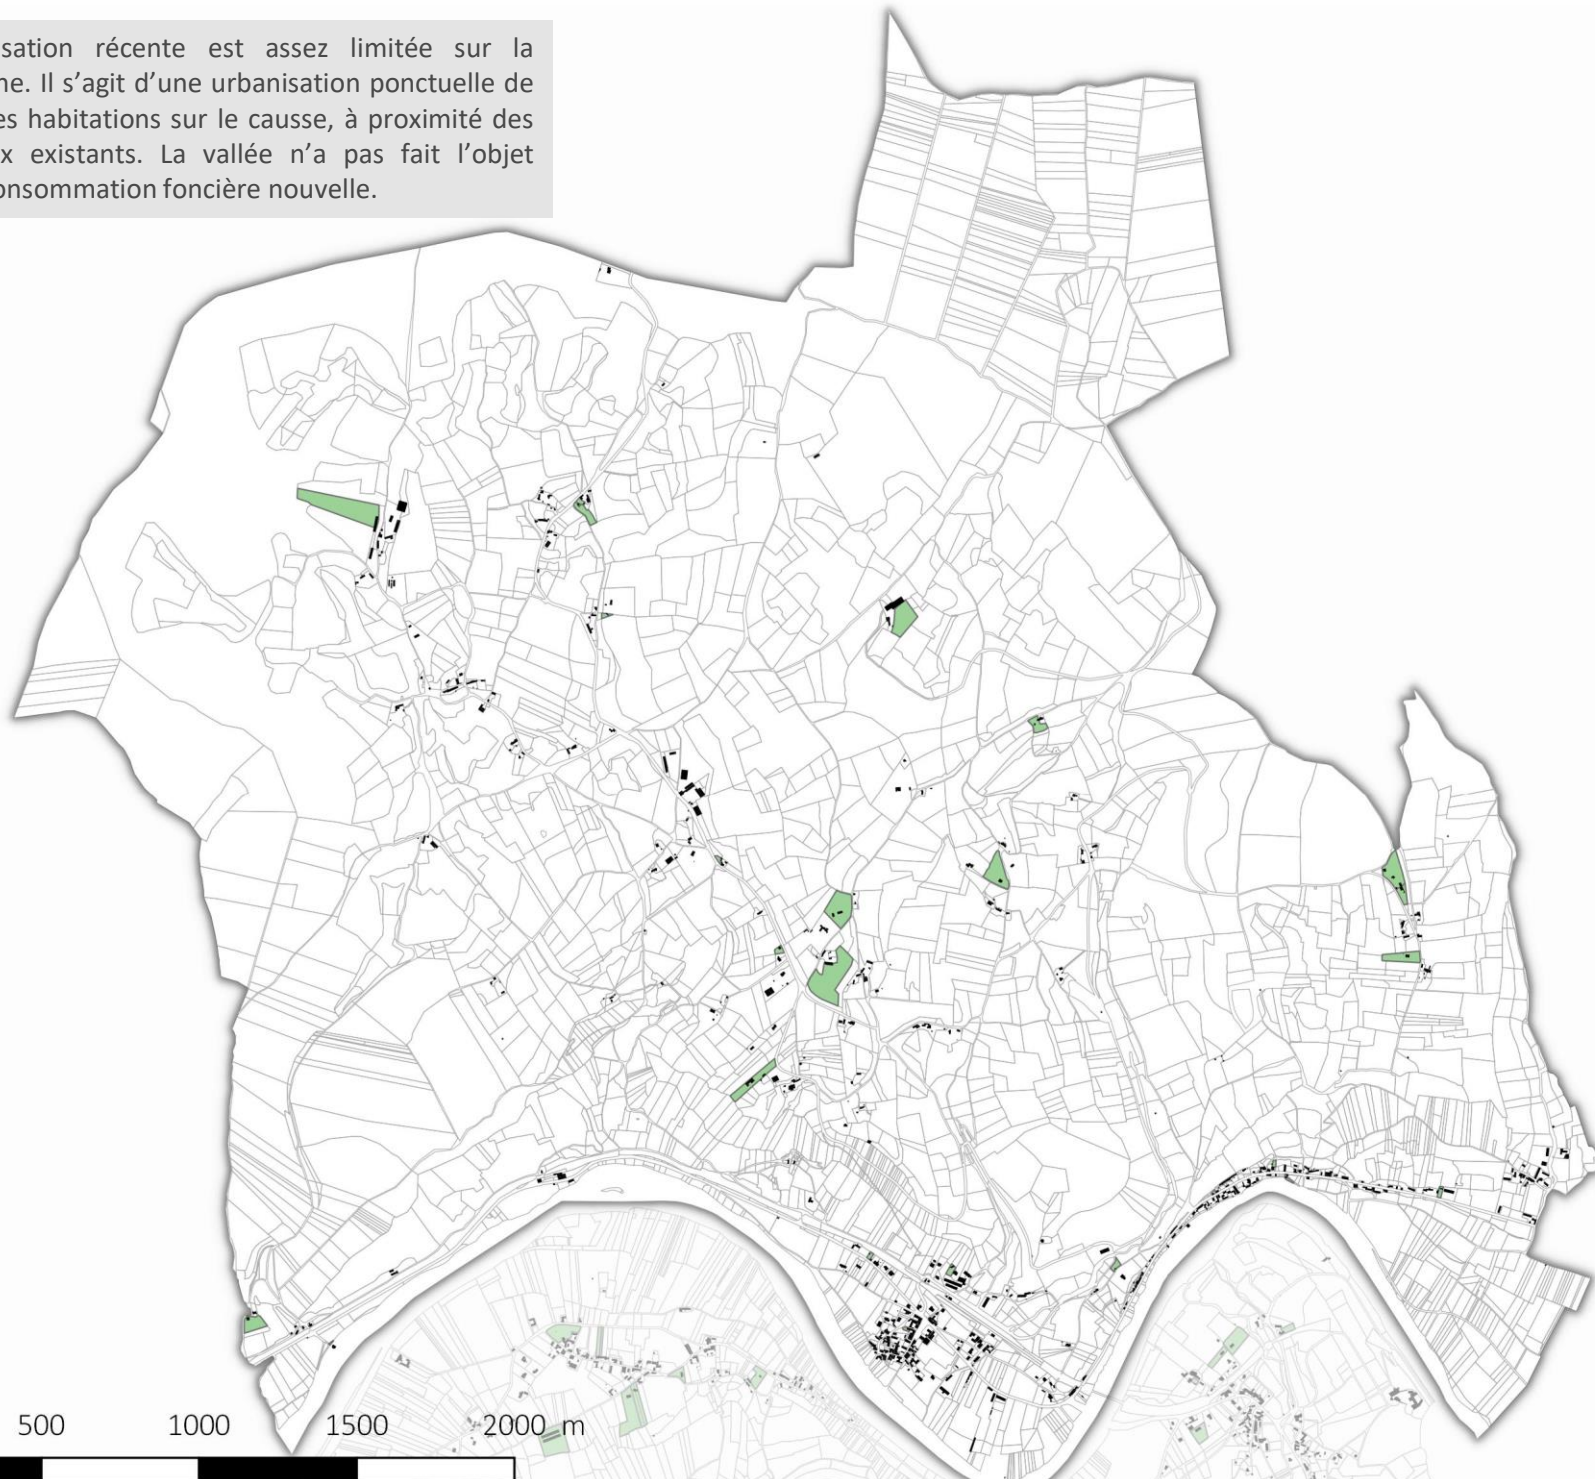 sation récente est assez limitée sur la
ne. Il s’agit d’une urbanisation ponctuelle de
es habitations sur le causse, à proximité des
x existants. La vallée n’a pas fait l’objet
onsommation foncière nouvelle.
500 1000 1500 2000 m